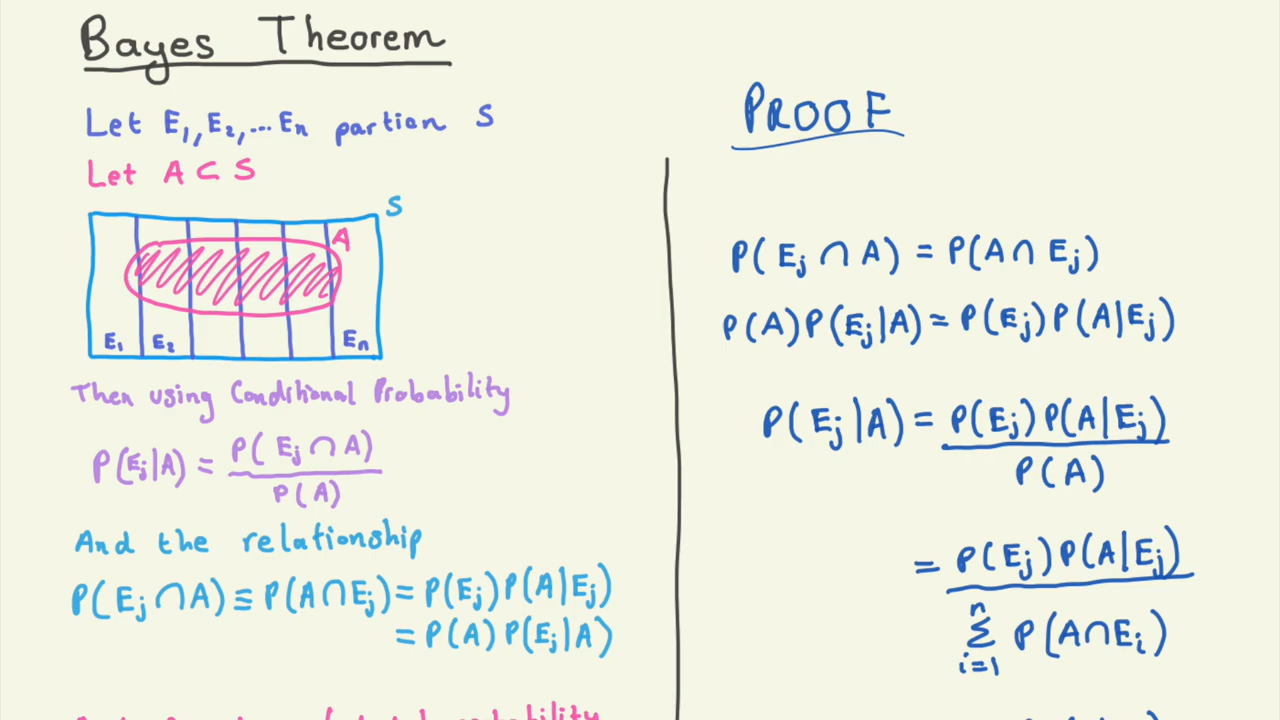 Bayes Theorem
Let E₁, E₂, ... Eₙ partian S
Let A ⊂ S
S
A
E₁ E₂ Eₙ
Then using Conditional Probability
P(Eⱼ|A) = P(Eⱼ ∩ A) / P(A)
And the relationship
P(Eⱼ ∩ A) ≡ P(A ∩ Eⱼ) = P(Eⱼ) P(A|Eⱼ)
= P(A) P(Eⱼ|A)
PROOF
P(Eⱼ ∩ A) = P(A ∩ Eⱼ)
P(A) P(Eⱼ|A) = P(Eⱼ) P(A|Eⱼ)
P(Eⱼ|A) = P(Eⱼ) P(A|Eⱼ) / P(A)
= P(Eⱼ) P(A|Eⱼ) / ∑ᵢ₌₁ⁿ P(A ∩ Eᵢ)